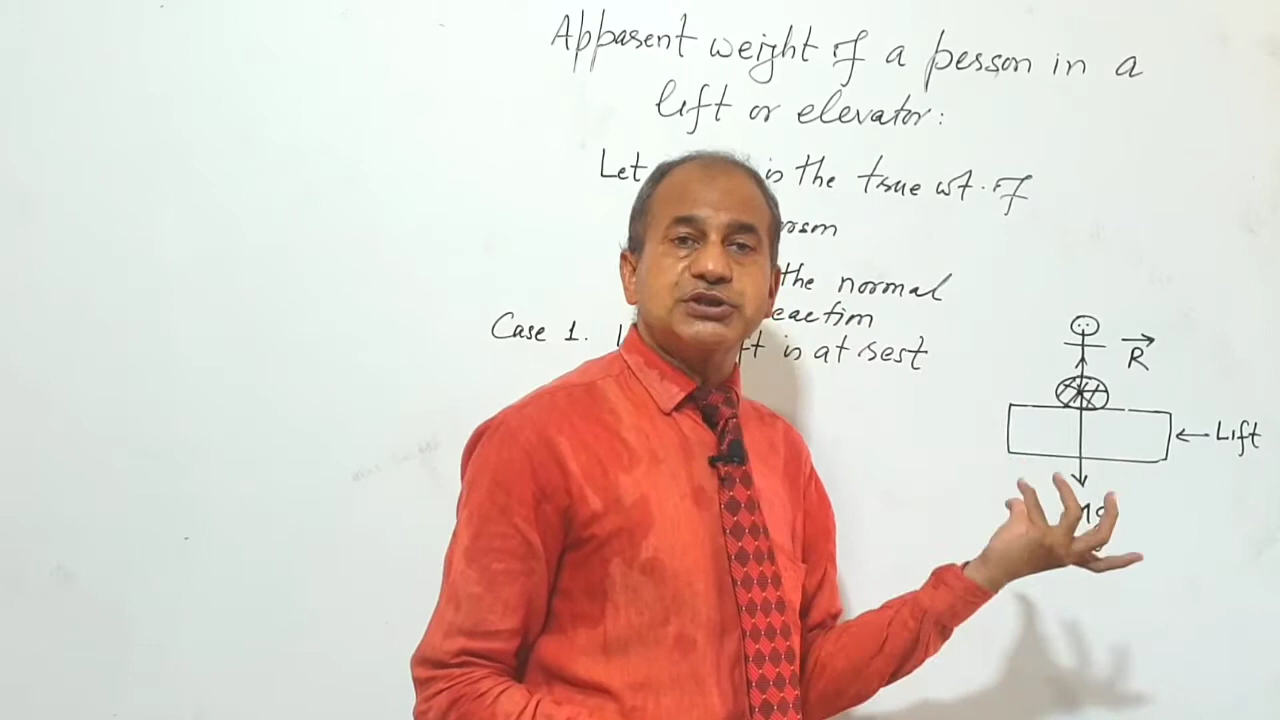 Apparent weight of a person in a
lift or elevator:
Let is the true wt. of
the normal
Case 1. is at rest
R
Lift